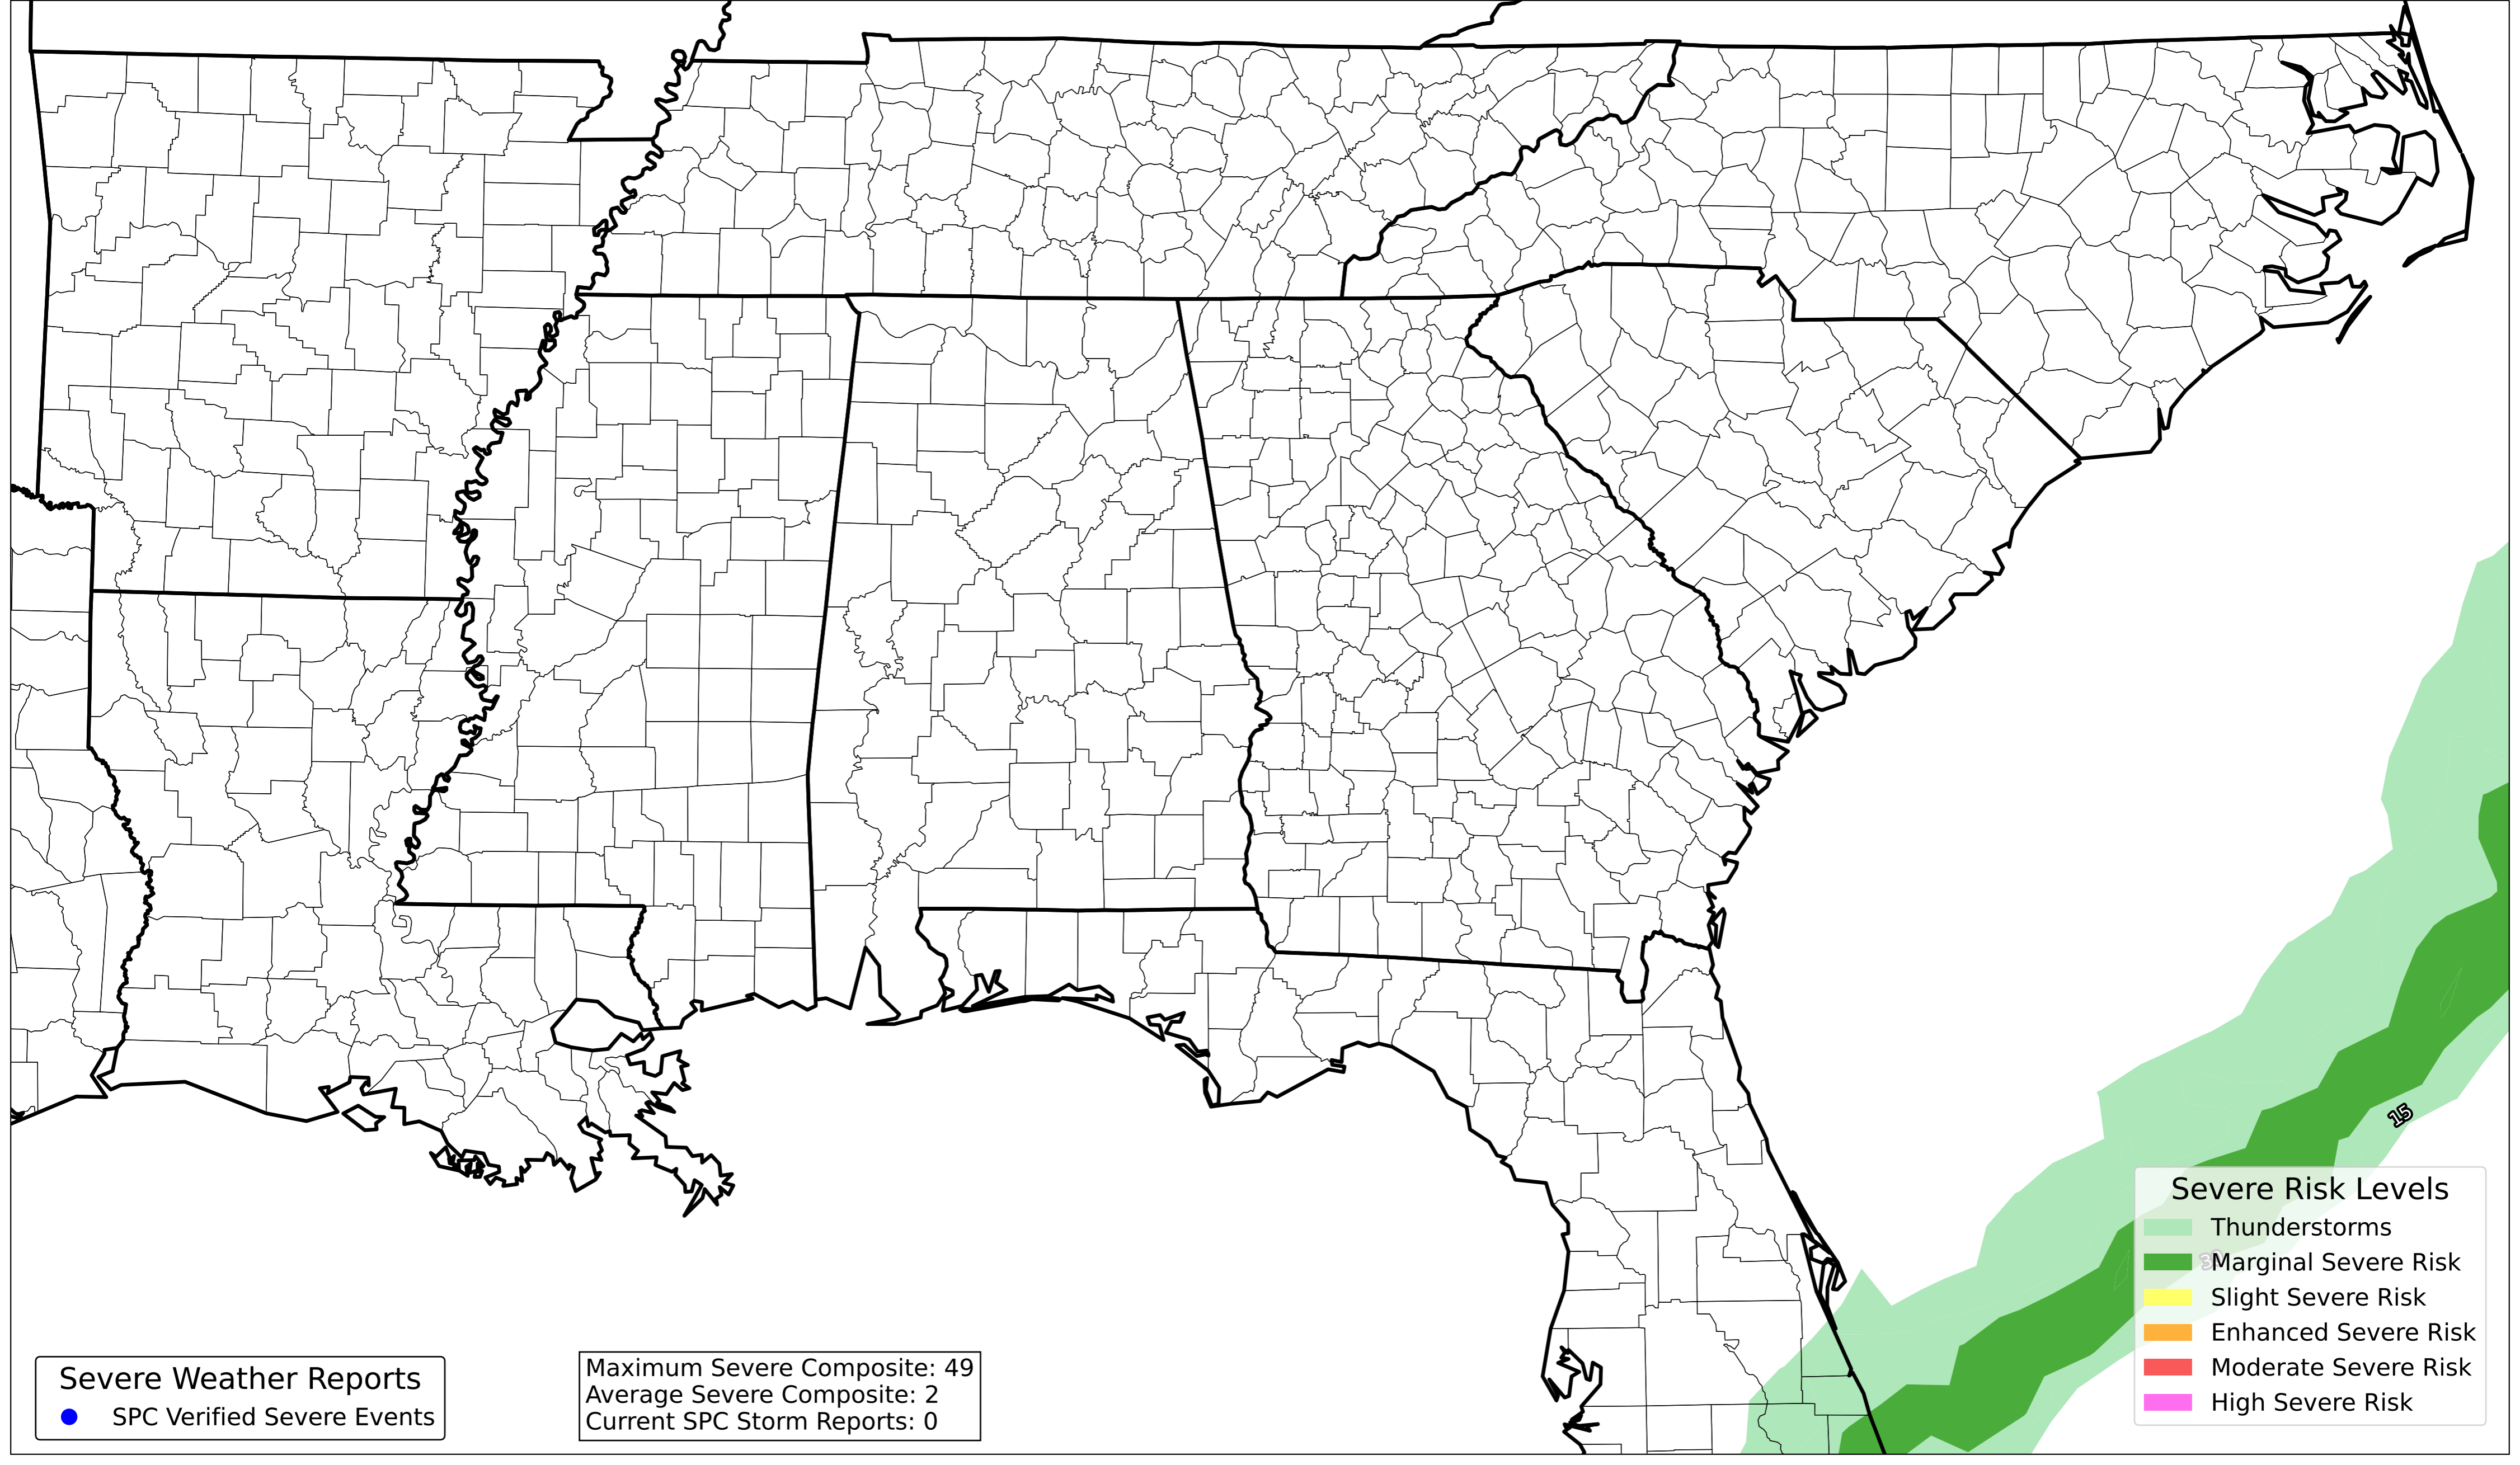 15
Severe Risk Levels
Thunderstorms
Marginal Severe Risk
Slight Severe Risk
Enhanced Severe Risk
Moderate Severe Risk
High Severe Risk
Severe Weather Reports
SPC Verified Severe Events
Maximum Severe Composite: 49
Average Severe Composite: 2
Current SPC Storm Reports: 0